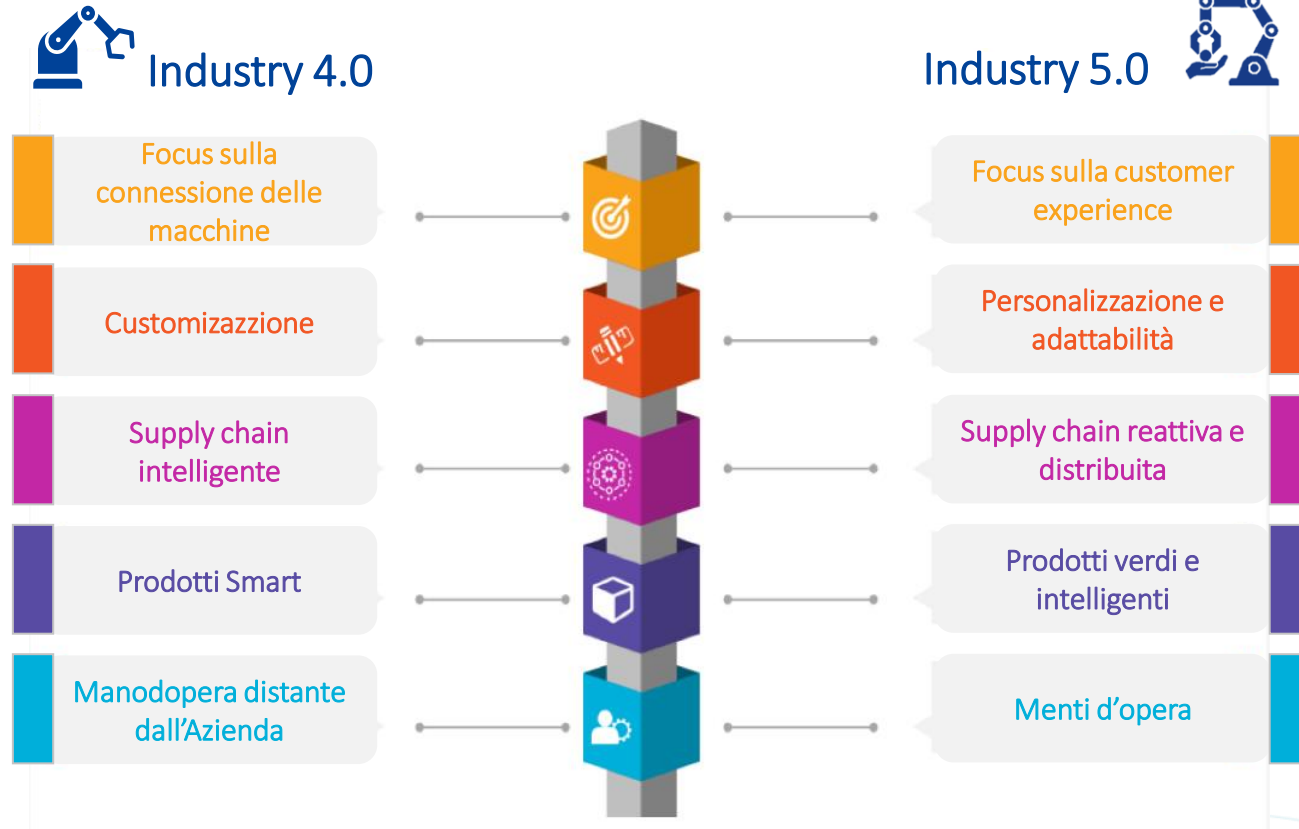 Industry 4.0
Industry 5.0
Focus sulla
connessione delle
macchine
Focus sulla customer
experience
Customizazzione
Personalizzazione e
adattabilità
Supply chain
intelligente
Supply chain reattiva e
distribuita
Prodotti Smart
Prodotti verdi e
intelligenti
Manodopera distante
dall’Azienda
Menti d’opera